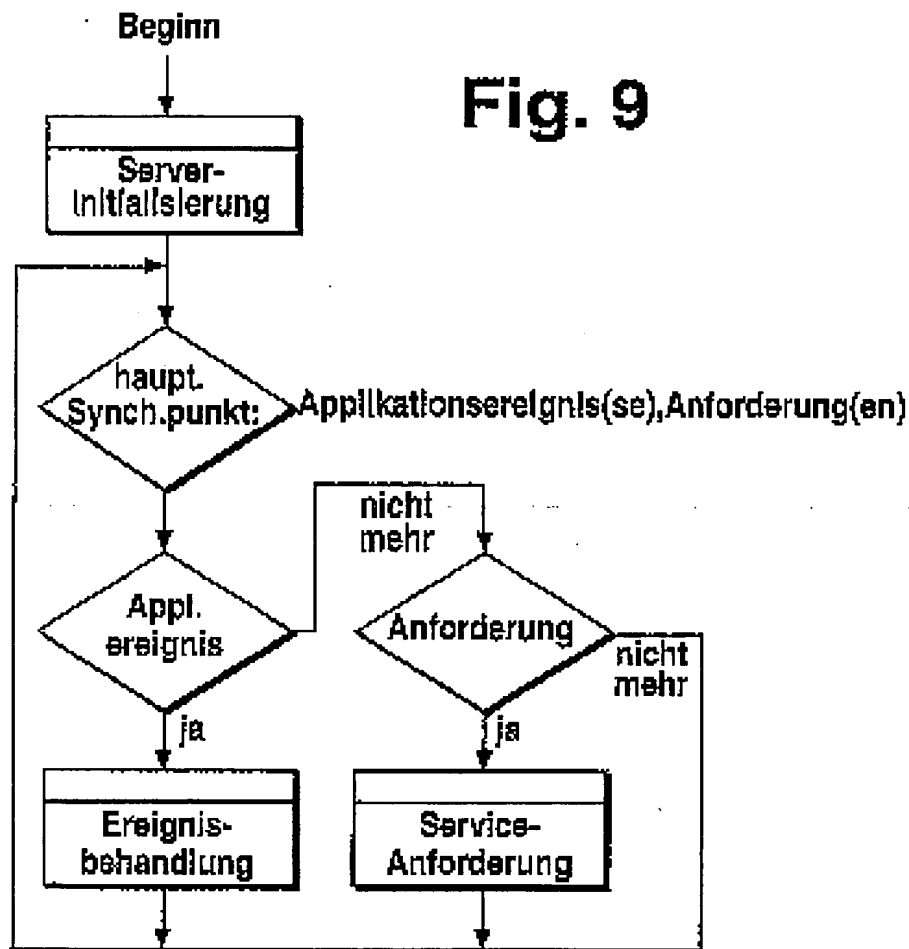 Beginn
Fig. 9
Server-
Initialisierung
haupt.
Synch.punkt:
Applikationsereignis(se),Anforderung(en)
nicht
mehr
Appl.
ereignis
Anforderung
nicht
mehr
ja
ja
Ereignis-
behandlung
Service-
Anforderung